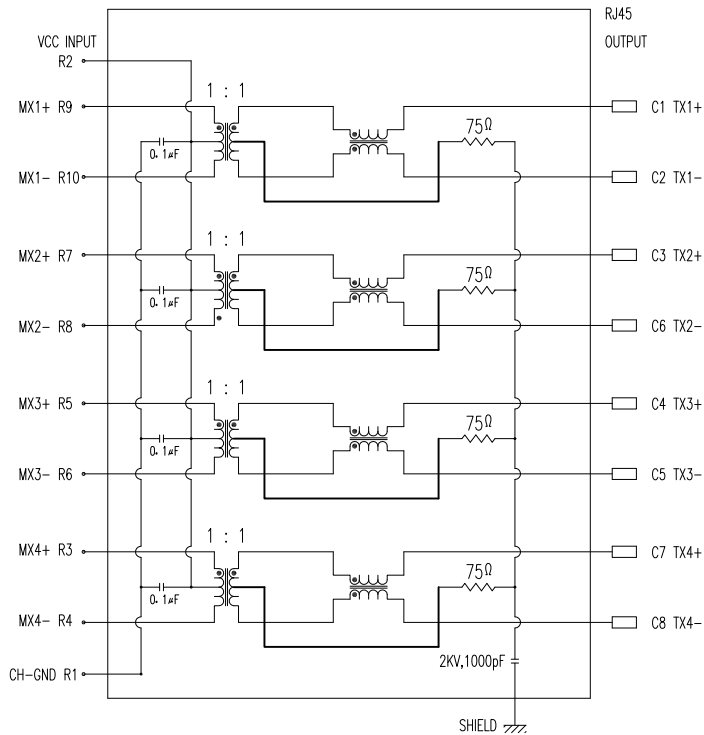 RJ45
VCC INPUT
OUTPUT
R2
1 : 1
MX1+ R9
C1 TX1+
75Ω
0.1μF
MX1- R10
C2 TX1-
1 : 1
MX2+ R7
C3 TX2+
75Ω
0.1μF
MX2- R8
C6 TX2-
1 : 1
MX3+ R5
C4 TX3+
75Ω
0.1μF
MX3- R6
C5 TX3-
1 : 1
MX4+ R3
C7 TX4+
75Ω
0.1μF
MX4- R4
C8 TX4-
2KV,1000pF
CH-GND R1
SHIELD